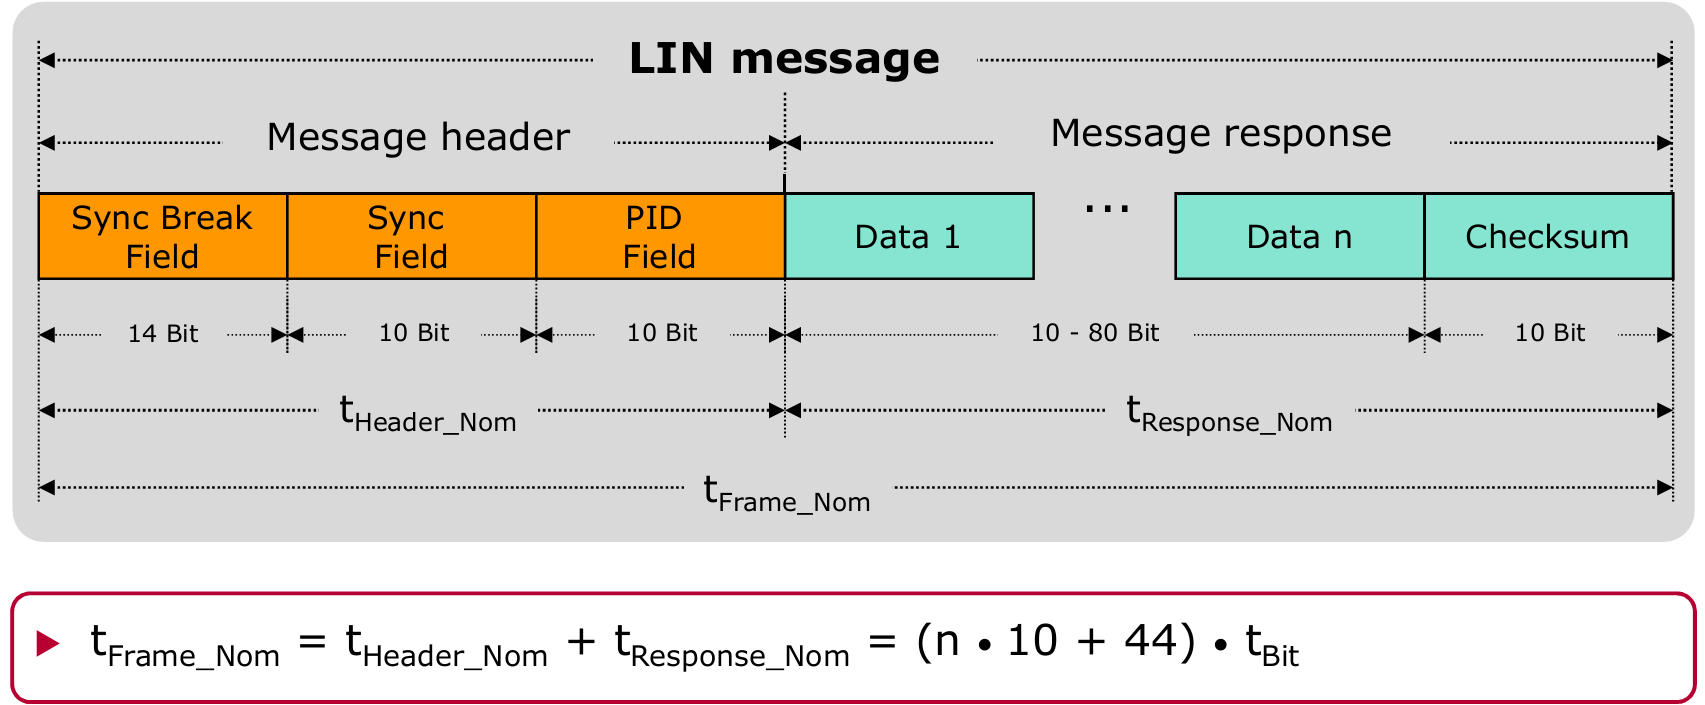 LIN message
Message header
Message response
Sync Break Field
Sync Field
PID Field
Data 1
...
Data n
Checksum
14 Bit
10 Bit
10 Bit
10 - 80 Bit
10 Bit
tHeader_Nom
tResponse_Nom
tFrame_Nom
tFrame_Nom = tHeader_Nom + tResponse_Nom = (n • 10 + 44) • tBit